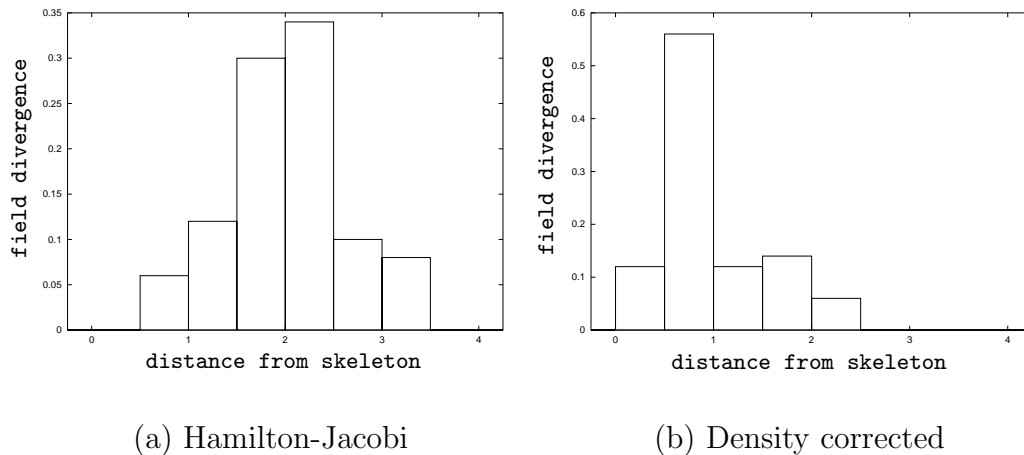 0.35
0.3
0.25
0.2
0.15
0.1
0.05
0
field divergence
0 1 2 3 4
distance from skeleton
(a) Hamilton-Jacobi
0.6
0.5
0.4
0.3
0.2
0.1
0
field divergence
0 1 2 3 4
distance from skeleton
(b) Density corrected